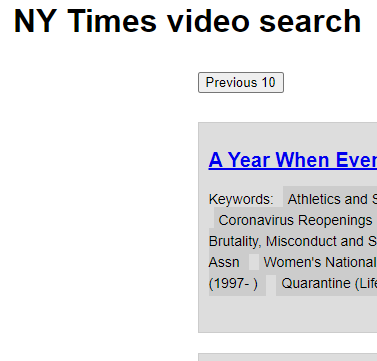 NY Times video search
Previous 10
A Year When Ever
Keywords: Athletics and S
Coronavirus Reopenings
Brutality, Misconduct and S
Assn Women's National
(1997- ) Quarantine (Life